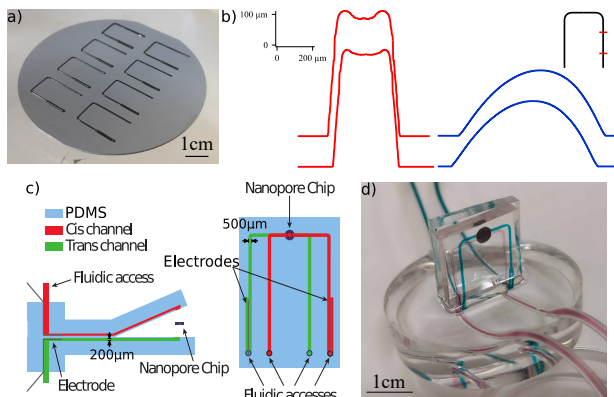 a)
1cm
b)
100 μm
0
0
200 μm
c)
PDMS
Cis channel
Trans channel
Fluidic access
200μm
Electrode
Nanopore Chip
Nanopore Chip
500μm
Electrodes
Fluidic accesses
d)
1cm